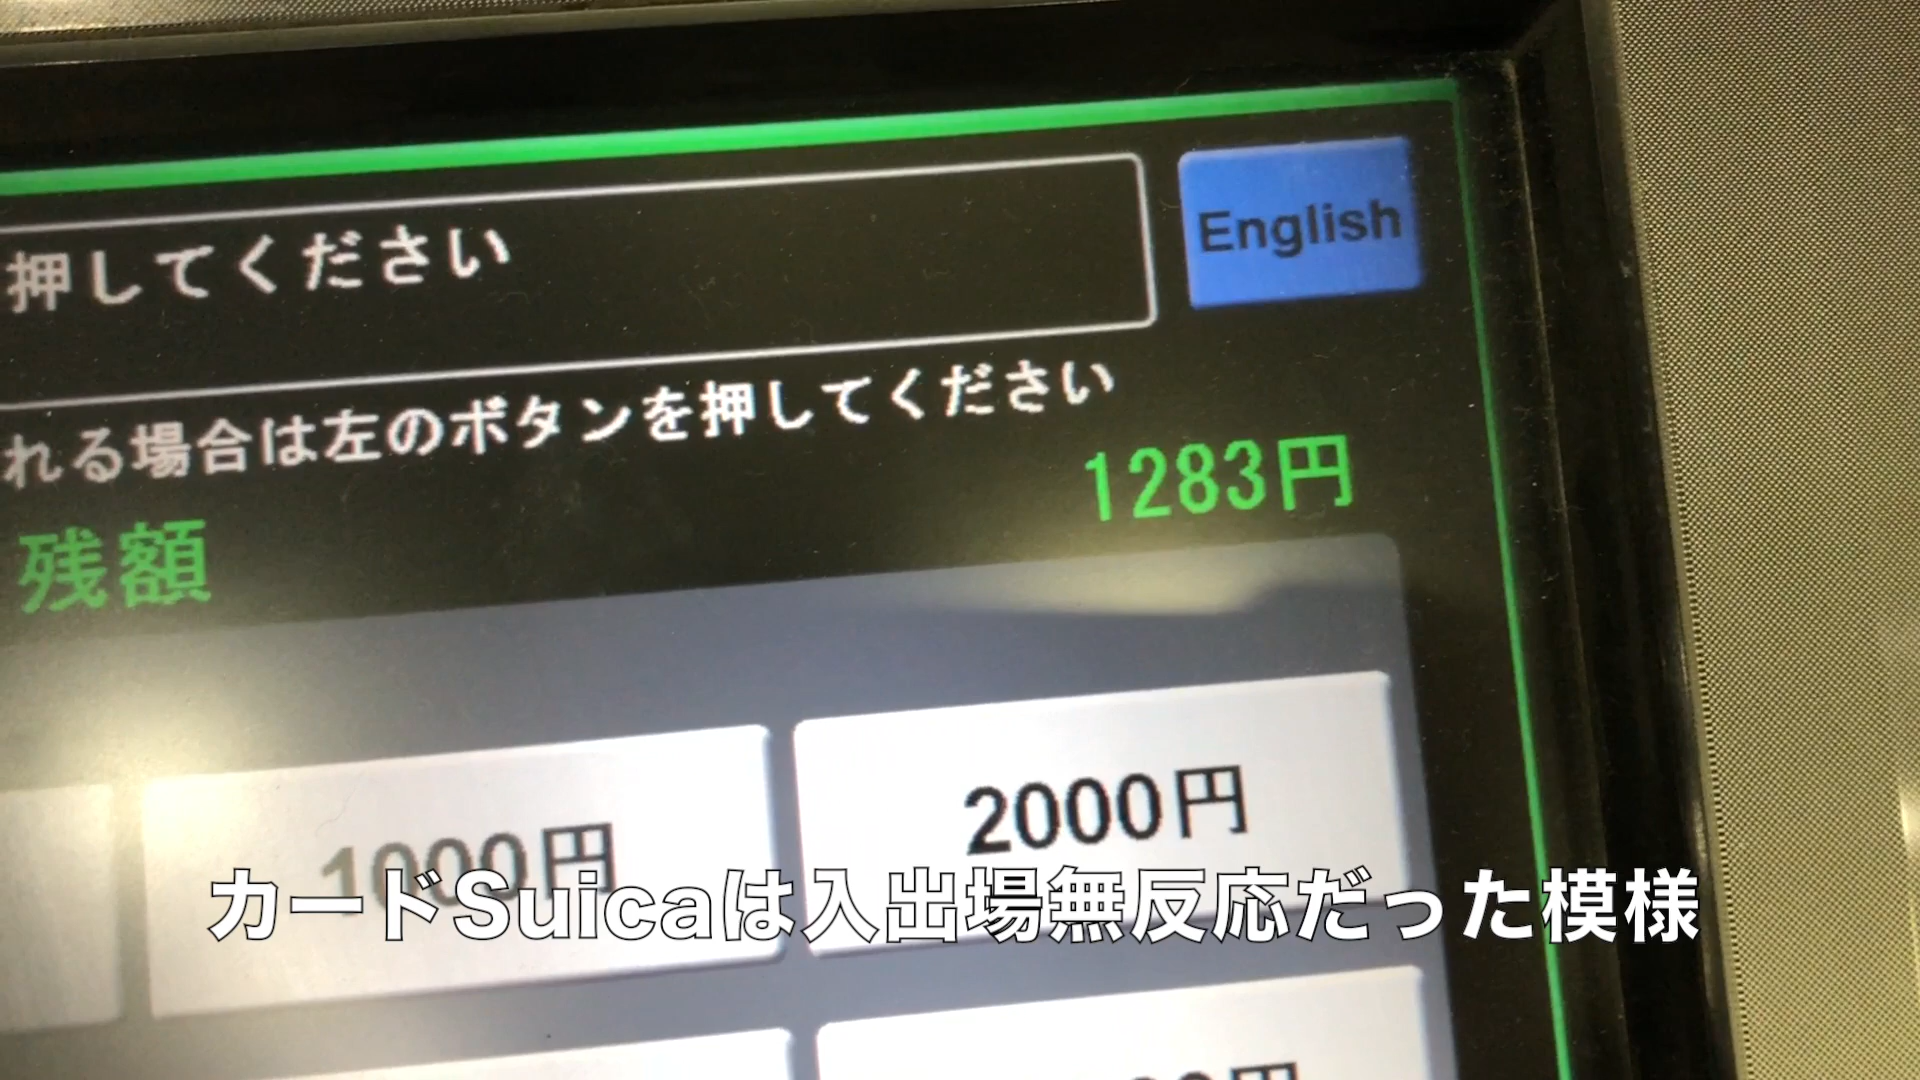 押してください
English
れる場合は左のボタンを押してください
残額 1283円
1000円 2000円
カードSuicaは入出場無反応だった模様